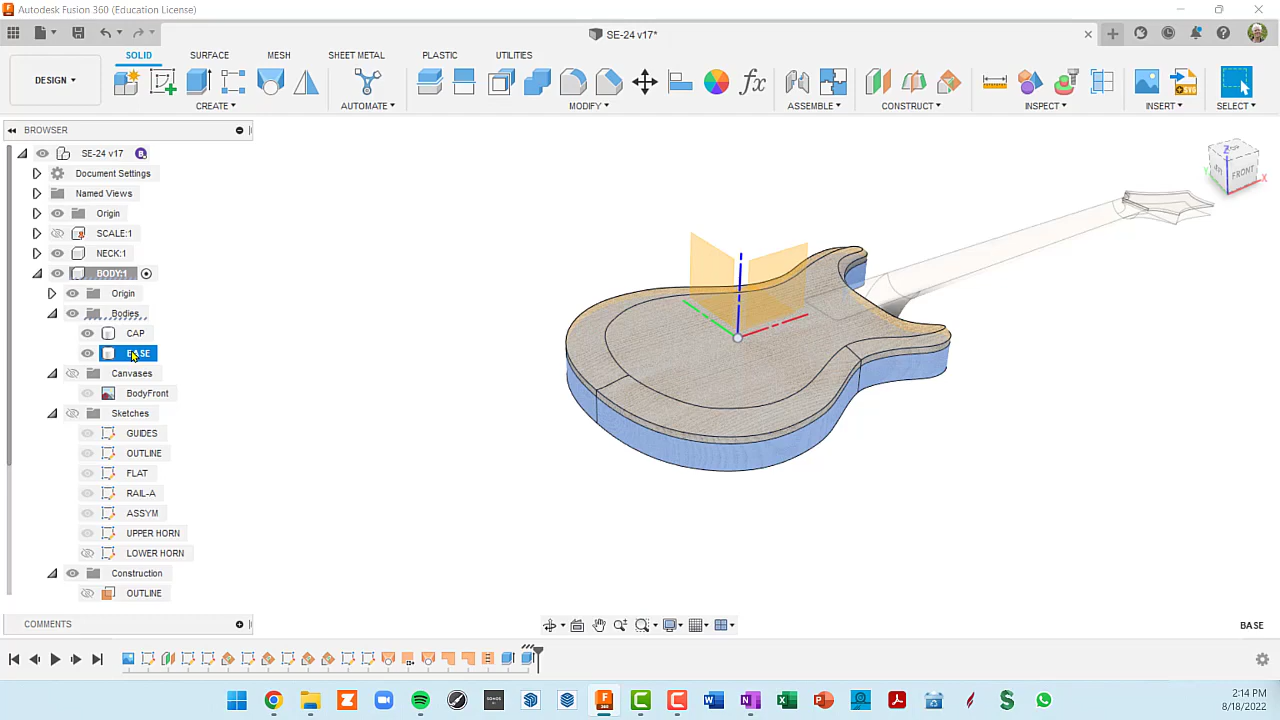 Autodesk Fusion 360 (Education License)
SE-24 v17*
DESIGN
SOLID SURFACE MESH SHEET METAL PLASTIC UTILITIES
CREATE AUTOMATE MODIFY ASSEMBLE CONSTRUCT INSPECT INSERT SELECT
fx
SVG
BROWSER
SE-24 v17
Document Settings
Named Views
Origin
SCALE:1
NECK:1
BODY:1
Origin
Bodies
CAP
BASE
Canvases
BodyFront
Sketches
GUIDES
OUTLINE
FLAT
RAIL-A
ASSYM
UPPER HORN
LOWER HORN
Construction
OUTLINE
Z
FRONT
X
COMMENTS
BASE
2:14 PM
8/18/2022